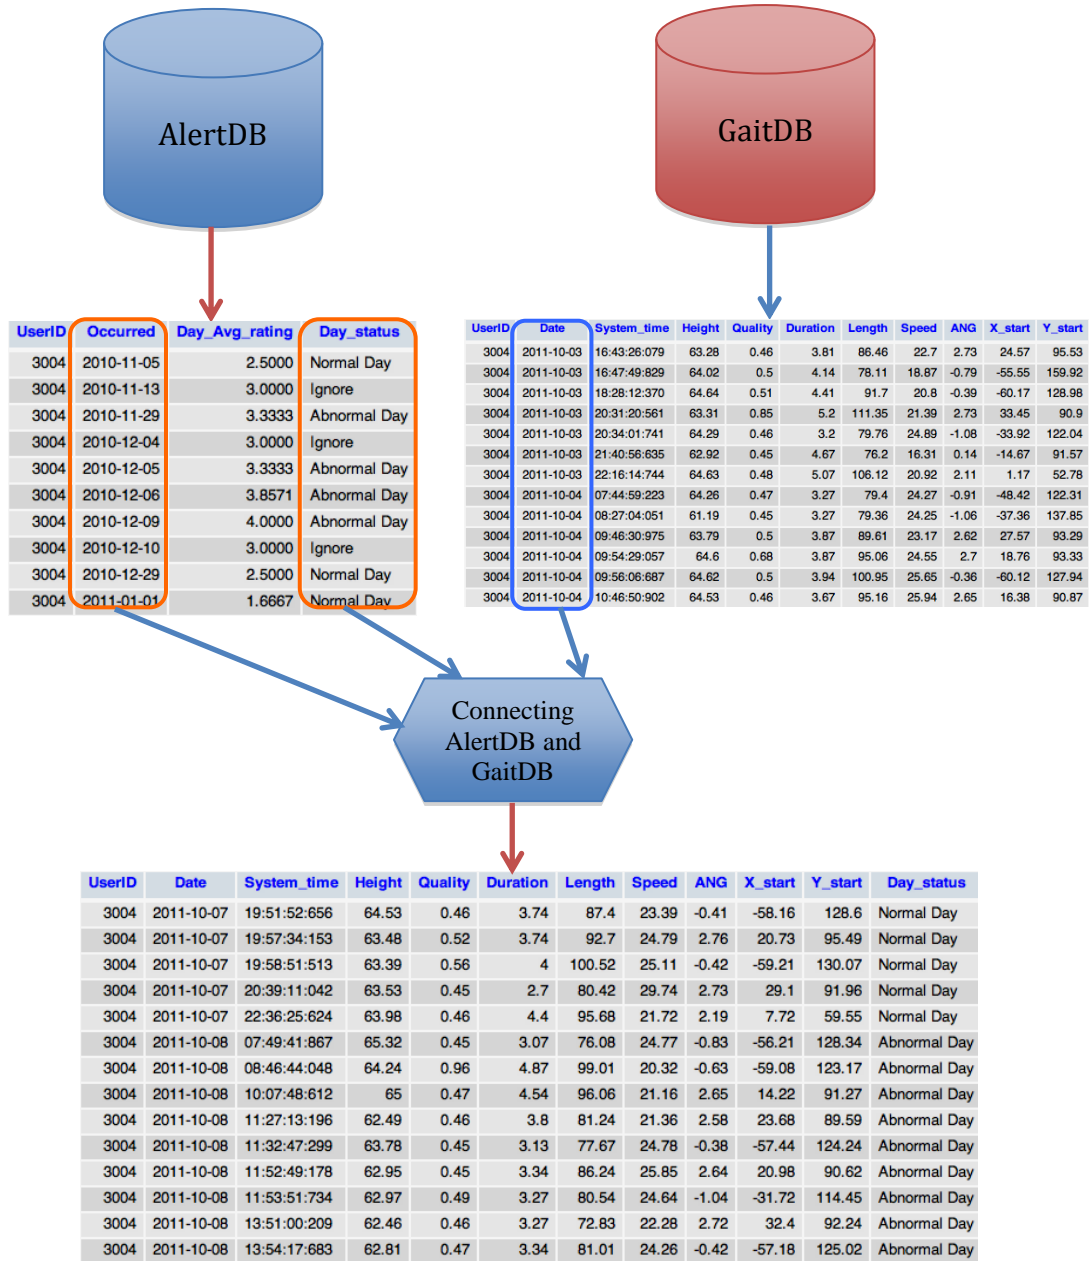 AlertDB
GaitDB
UserID Occurred Day_Avg_rating Day_status
3004 2010-11-05 2.5000 Normal Day
3004 2010-11-13 3.0000 Ignore
3004 2010-11-29 3.3333 Abnormal Day
3004 2010-12-04 3.0000 Ignore
3004 2010-12-05 3.3333 Abnormal Day
3004 2010-12-06 3.8571 Abnormal Day
3004 2010-12-09 4.0000 Abnormal Day
3004 2010-12-10 3.0000 Ignore
3004 2010-12-29 2.5000 Normal Day
3004 2011-01-01 1.6667 Normal Day
UserID Date System_time Height Quality Duration Length Speed ANG X_start Y_start
3004 2011-10-03 16:43:26:079 63.28 0.46 3.81 86.46 22.7 2.73 24.57 95.53
3004 2011-10-03 16:47:49:829 64.02 0.5 4.14 78.11 18.87 -0.79 -55.55 159.92
3004 2011-10-03 18:28:12:370 64.64 0.51 4.41 91.7 20.8 -0.39 -60.17 128.98
3004 2011-10-03 20:31:20:561 63.31 0.85 5.2 111.35 21.39 2.73 33.45 90.9
3004 2011-10-03 20:34:01:741 64.29 0.46 3.2 79.76 24.89 -1.08 -33.92 122.04
3004 2011-10-03 21:40:56:635 62.92 0.45 4.67 76.2 16.31 0.14 -14.67 91.57
3004 2011-10-03 22:16:14:744 64.63 0.48 5.07 106.12 20.92 2.11 1.17 52.78
3004 2011-10-04 07:44:59:223 64.26 0.47 3.27 79.4 24.27 -0.91 -48.42 122.31
3004 2011-10-04 08:27:04:051 61.19 0.45 3.27 79.36 24.25 -1.06 -37.36 137.85
3004 2011-10-04 09:46:30:975 63.79 0.5 3.87 89.61 23.17 2.62 27.57 93.29
3004 2011-10-04 09:54:29:057 64.6 0.68 3.87 95.06 24.55 2.7 18.76 93.33
3004 2011-10-04 09:56:06:687 64.62 0.5 3.94 100.95 25.65 -0.36 -60.12 127.94
3004 2011-10-04 10:46:50:902 64.53 0.46 3.67 95.16 25.94 2.65 16.38 90.87
Connecting
AlertDB and
GaitDB
UserID Date System_time Height Quality Duration Length Speed ANG X_start Y_start Day_status
3004 2011-10-07 19:51:52:656 64.53 0.46 3.74 87.4 23.39 -0.41 -58.16 128.6 Normal Day
3004 2011-10-07 19:57:34:153 63.48 0.52 3.74 92.7 24.79 2.76 20.73 95.49 Normal Day
3004 2011-10-07 19:58:51:513 63.39 0.56 4 100.52 25.11 -0.42 -59.21 130.07 Normal Day
3004 2011-10-07 20:39:11:042 63.53 0.45 2.7 80.42 29.74 2.73 29.1 91.96 Normal Day
3004 2011-10-07 22:36:25:624 63.98 0.46 4.4 95.68 21.72 2.19 7.72 59.55 Normal Day
3004 2011-10-08 07:49:41:867 65.32 0.45 3.07 76.08 24.77 -0.83 -56.21 128.34 Abnormal Day
3004 2011-10-08 08:46:44:048 64.24 0.96 4.87 99.01 20.32 -0.63 -59.08 123.17 Abnormal Day
3004 2011-10-08 10:07:48:612 65 0.47 4.54 96.06 21.16 2.65 14.22 91.27 Abnormal Day
3004 2011-10-08 11:27:13:196 62.49 0.46 3.8 81.24 21.36 2.58 23.68 89.59 Abnormal Day
3004 2011-10-08 11:32:47:299 63.78 0.45 3.13 77.67 24.78 -0.38 -57.44 124.24 Abnormal Day
3004 2011-10-08 11:52:49:178 62.95 0.45 3.34 86.24 25.85 2.64 20.98 90.62 Abnormal Day
3004 2011-10-08 11:53:51:734 62.97 0.49 3.27 80.54 24.64 -1.04 -31.72 114.45 Abnormal Day
3004 2011-10-08 13:51:00:209 62.46 0.46 3.27 72.83 22.28 2.72 32.4 92.24 Abnormal Day
3004 2011-10-08 13:54:17:683 62.81 0.47 3.34 81.01 24.26 -0.42 -57.18 125.02 Abnormal Day